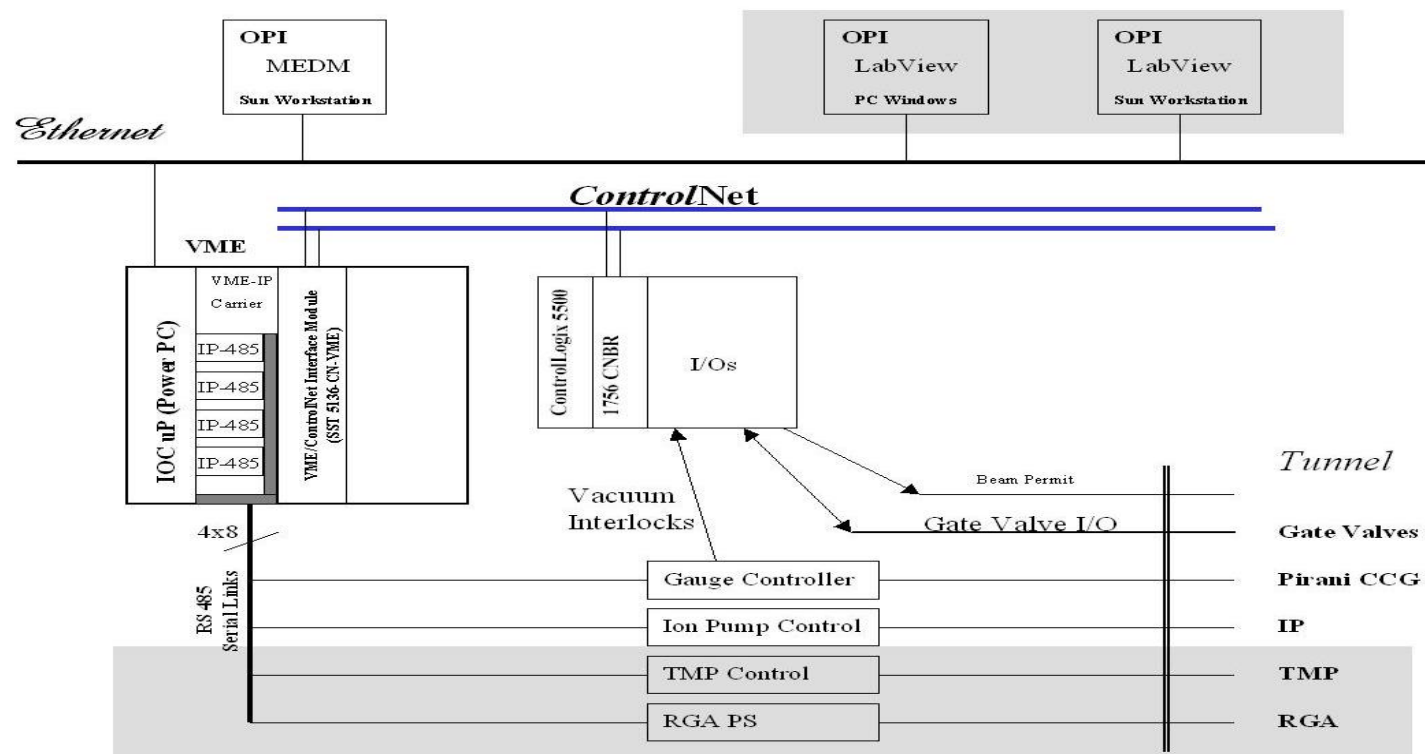 OPI
MEDM
Sun Workstation
OPI
LabView
PC Windows
OPI
LabView
Sun Workstation
Ethernet
ControlNet
VME
IOC uP (Power PC)
VME-IP
Carrier
IP-485
IP-485
IP-485
IP-485
VME/ControlNet Interface Module
(SST 5136-CN-VME)
ControlLogix 5500
1756 CNBR
I/Os
Tunnel
Beam Permit
Vacuum
Interlocks
Gate Valve I/O
Gate Valves
4x8
RS 485
Serial Links
Gauge Controller
Pirani CCG
Ion Pump Control
IP
TMP Control
TMP
RGA PS
RGA